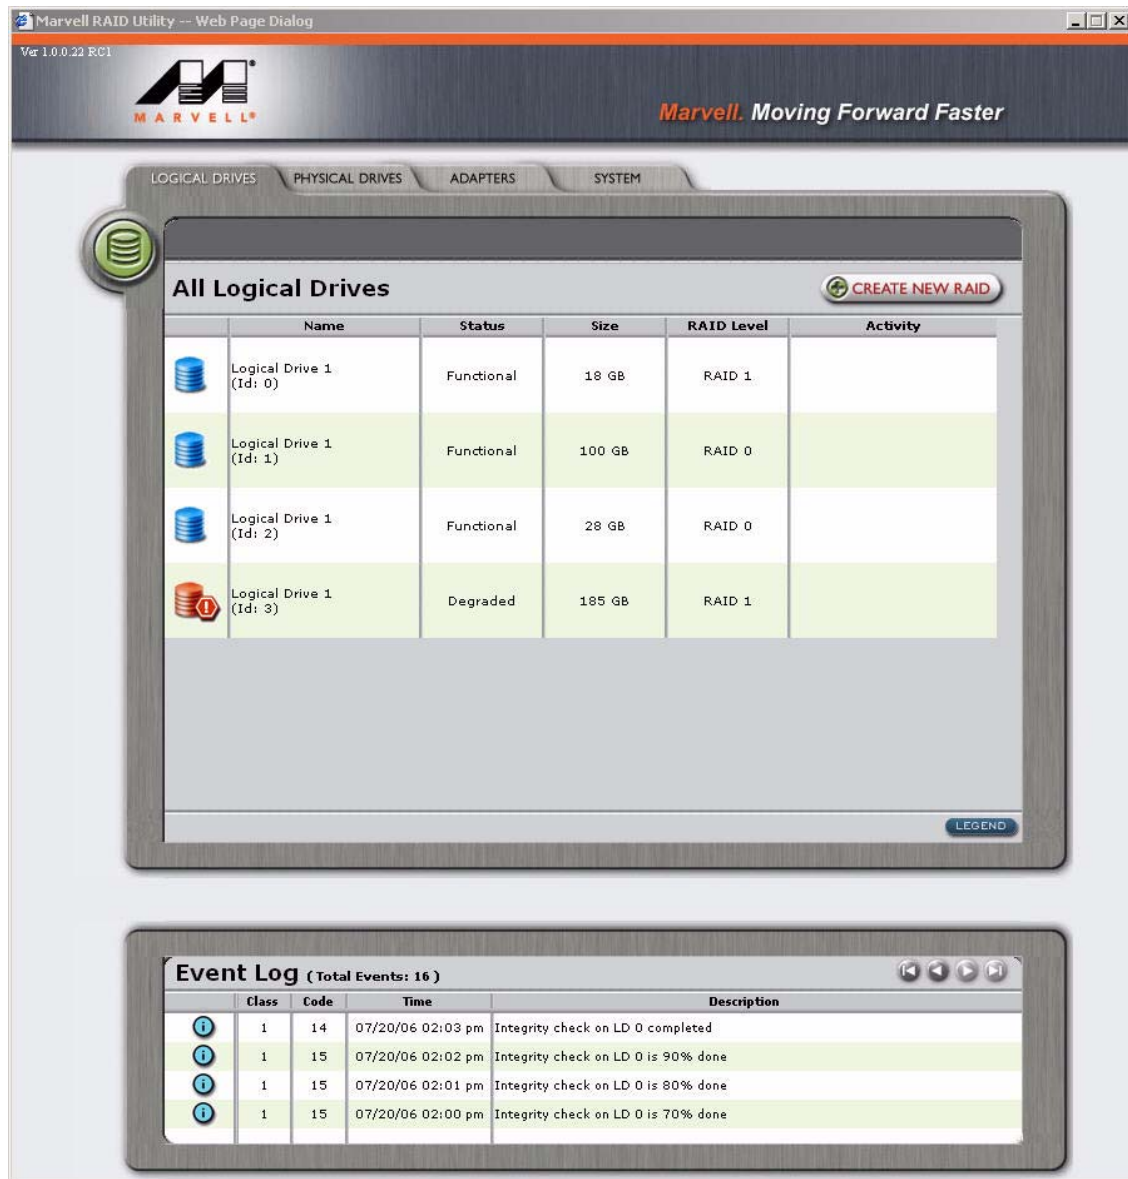 Marvell RAID Utility -- Web Page Dialog
Ver 1.0.0.22 RC1
MARVELL®
Marvell. Moving Forward Faster
LOGICAL DRIVES PHYSICAL DRIVES ADAPTERS SYSTEM
All Logical Drives CREATE NEW RAID
Name Status Size RAID Level Activity
Logical Drive 1
(Id: 0) Functional 18 GB RAID 1
Logical Drive 1
(Id: 1) Functional 100 GB RAID 0
Logical Drive 1
(Id: 2) Functional 28 GB RAID 0
Logical Drive 1
(Id: 3) Degraded 185 GB RAID 1
LEGEND
Event Log ( Total Events: 16 )
Class Code Time Description
1 14 07/20/06 02:03 pm Integrity check on LD 0 completed
1 15 07/20/06 02:02 pm Integrity check on LD 0 is 90% done
1 15 07/20/06 02:01 pm Integrity check on LD 0 is 80% done
1 15 07/20/06 02:00 pm Integrity check on LD 0 is 70% done